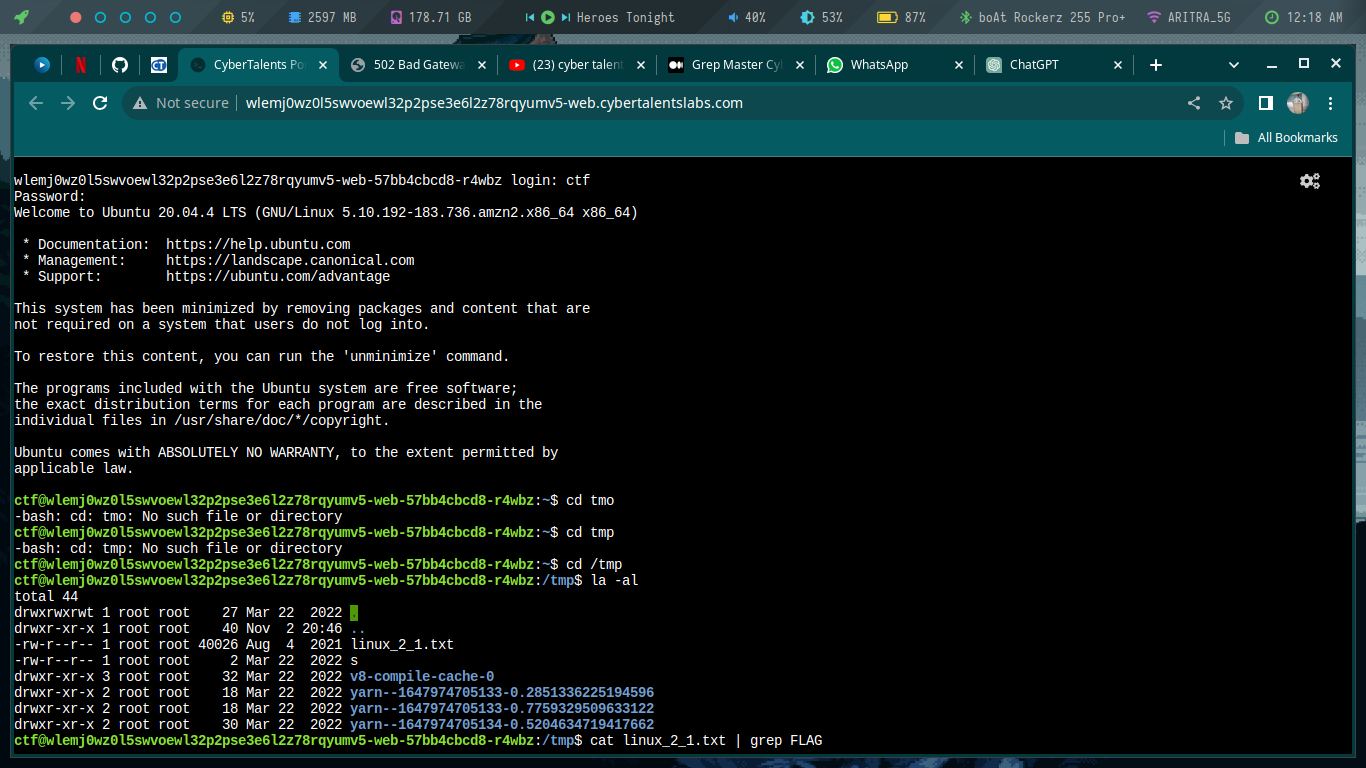 5% 2597 MB 178.71 GB Heroes Tonight 40% 53% 87% boAt Rockerz 255 Pro+ ARITRA_5G 12:18 AM
CyberTalents Po 502 Bad Gatewa (23) cyber talent Grep Master Cy WhatsApp ChatGPT
Not secure wlemj0wz0l5swvoewl32p2pse3e6l2z78rqyumv5-web.cybertalentslabs.com
All Bookmarks
wlemj0wz0l5swvoewl32p2pse3e6l2z78rqyumv5-web-57bb4cbcd8-r4wbz login: ctf
Password:
Welcome to Ubuntu 20.04.4 LTS (GNU/Linux 5.10.192-183.736.amzn2.x86_64 x86_64)
* Documentation:  https://help.ubuntu.com
* Management:     https://landscape.canonical.com
* Support:        https://ubuntu.com/advantage
This system has been minimized by removing packages and content that are
not required on a system that users do not log into.
To restore this content, you can run the 'unminimize' command.
The programs included with the Ubuntu system are free software;
the exact distribution terms for each program are described in the
individual files in /usr/share/doc/*/copyright.
Ubuntu comes with ABSOLUTELY NO WARRANTY, to the extent permitted by
applicable law.
ctf@wlemj0wz0l5swvoewl32p2pse3e6l2z78rqyumv5-web-57bb4cbcd8-r4wbz:~$ cd tmo
-bash: cd: tmo: No such file or directory
ctf@wlemj0wz0l5swvoewl32p2pse3e6l2z78rqyumv5-web-57bb4cbcd8-r4wbz:~$ cd tmp
-bash: cd: tmp: No such file or directory
ctf@wlemj0wz0l5swvoewl32p2pse3e6l2z78rqyumv5-web-57bb4cbcd8-r4wbz:~$ cd /tmp
ctf@wlemj0wz0l5swvoewl32p2pse3e6l2z78rqyumv5-web-57bb4cbcd8-r4wbz:/tmp$ la -al
total 44
drwxrwxrwt 1 root root    27 Mar 22  2022 .
drwxr-xr-x 1 root root    40 Nov  2 20:46 ..
-rw-r--r-- 1 root root 40026 Aug  4  2021 linux_2_1.txt
-rw-r--r-- 1 root root     2 Mar 22  2022 s
drwxr-xr-x 3 root root    32 Mar 22  2022 v8-compile-cache-0
drwxr-xr-x 2 root root    18 Mar 22  2022 yarn--1647974705133-0.2851336225194596
drwxr-xr-x 2 root root    18 Mar 22  2022 yarn--1647974705133-0.7759329509633122
drwxr-xr-x 2 root root    30 Mar 22  2022 yarn--1647974705134-0.5204634719417662
ctf@wlemj0wz0l5swvoewl32p2pse3e6l2z78rqyumv5-web-57bb4cbcd8-r4wbz:/tmp$ cat linux_2_1.txt | grep FLAG